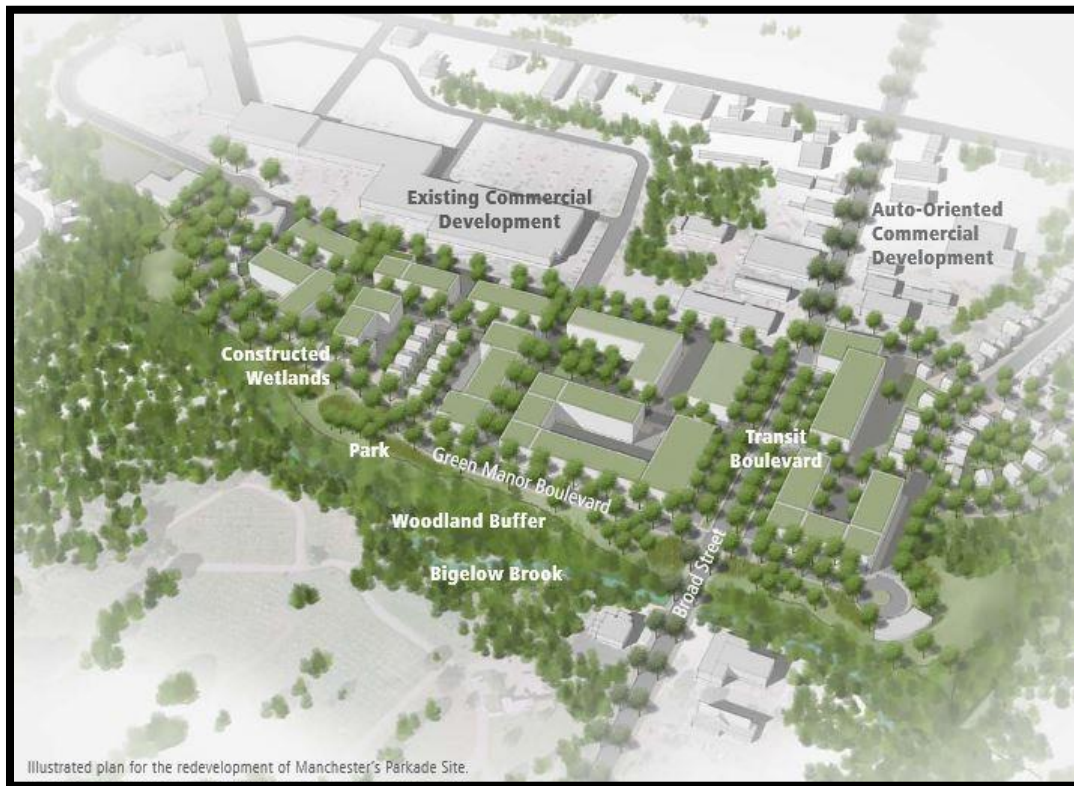 Existing Commercial
Development
Auto-Oriented
Commercial
Development
Constructed
Wetlands
Park
Green Manor Boulevard
Transit
Boulevard
Woodland Buffer
Bigelow Brook
Broad Street
Illustrated plan for the redevelopment of Manchester's Parkade Site.